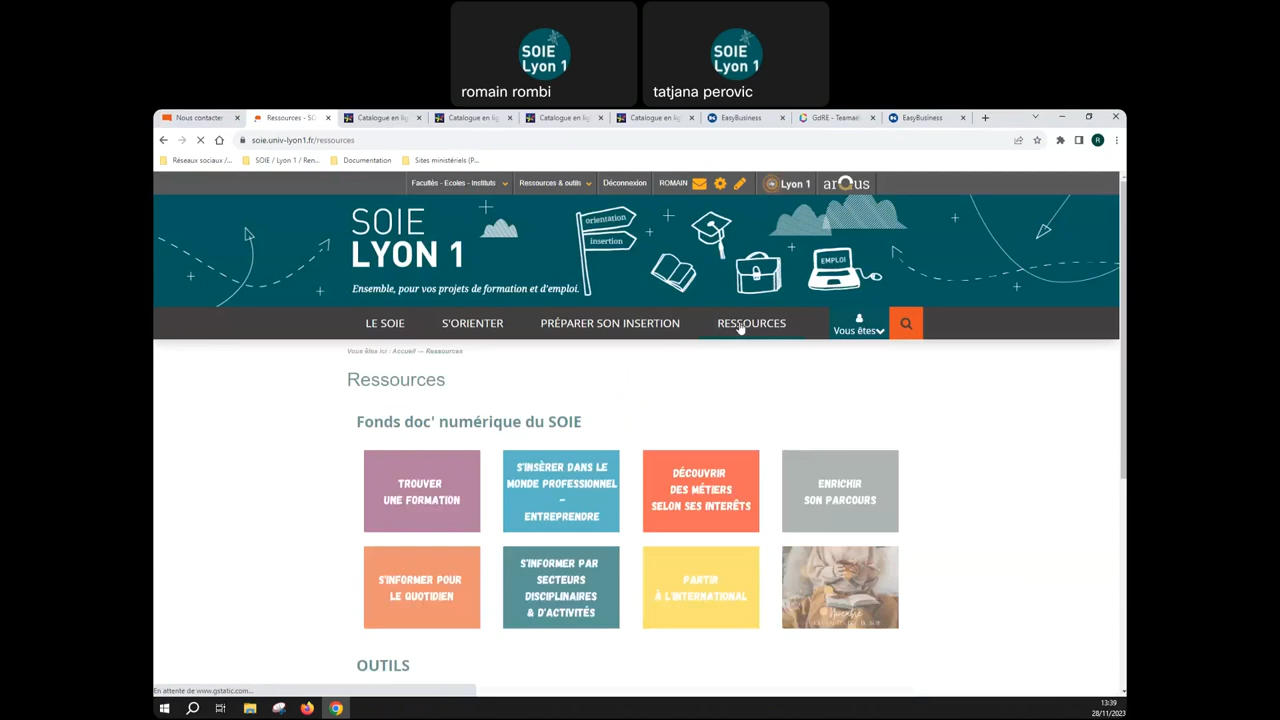 SOIE
Lyon 1
romain rombi
SOIE
Lyon 1
tatjana perovic
Nous contacter
Ressources - SO
Catalogue en lig
Catalogue en lig
Catalogue en lig
Catalogue en lig
EasyBusiness
GdRE - Teamaë
EasyBusiness
soie.univ-lyon1.fr/ressources
R
Réseaux sociaux /...
SOIE / Lyon 1 / Ren...
Documentation
Sites ministériels (P...
Facultés - Ecoles - Instituts
Ressources & outils
Déconnexion
ROMAIN
Lyon 1
arGus
SOIE
LYON 1
Ensemble, pour vos projets de formation et d'emploi.
orientation
insertion
EMPLOI
LE SOIE
S'ORIENTER
PRÉPARER SON INSERTION
RESSOURCES
Vous êtes
Vous êtes ici : Accueil — Ressources
Ressources
Fonds doc' numérique du SOIE
TROUVER
UNE FORMATION
S'INSÈRER DANS LE
MONDE PROFESSIONNEL
–
ENTREPRENDRE
DÉCOUVRIR
DES MÉTIERS
SELON SES INTERÊTS
ENRICHIR
SON PARCOURS
S'INFORMER POUR
LE QUOTIDIEN
S'INFORMER PAR
SECTEURS
DISCIPLINAIRES
& D'ACTIVITÉS
PARTIR
À L'INTERNATIONAL
Novembre
OUTILS
En attente de www.gstatic.com...
13:39
28/11/2023